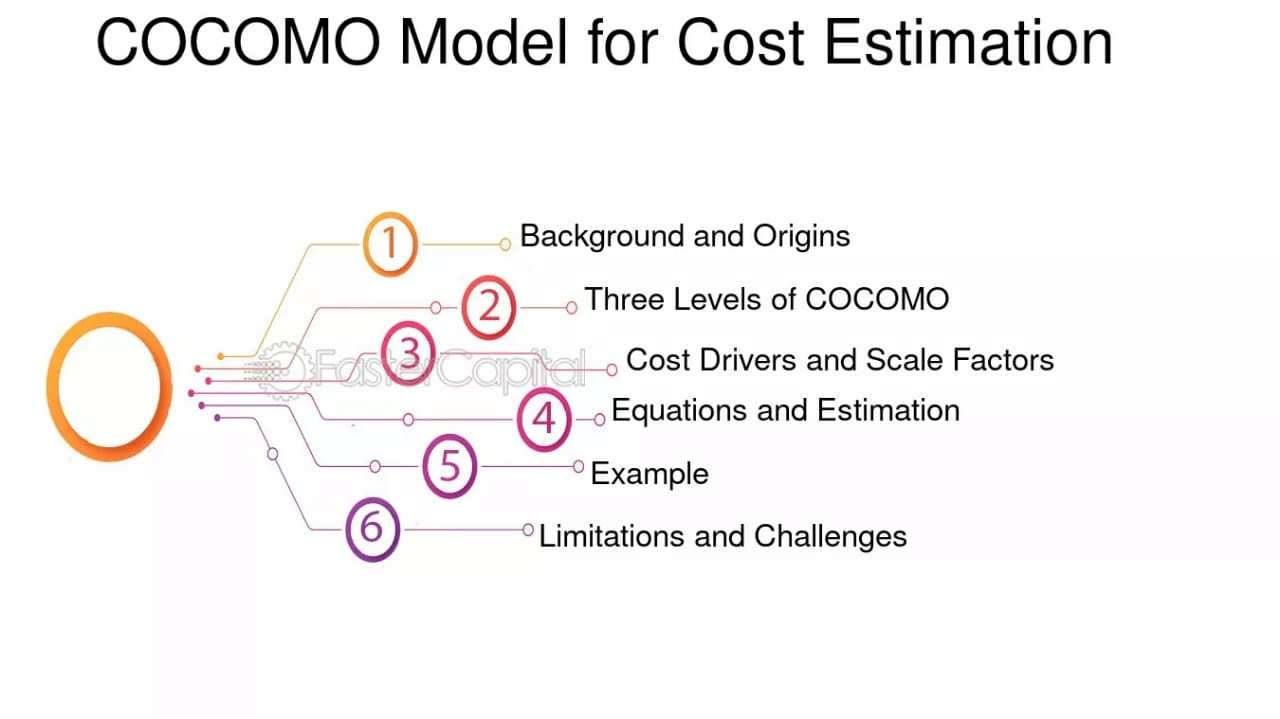 COCOMO Model for Cost Estimation
1 Background and Origins
2 Three Levels of COCOMO
FasterCapital
3 Cost Drivers and Scale Factors
4 Equations and Estimation
5 Example
6 Limitations and Challenges